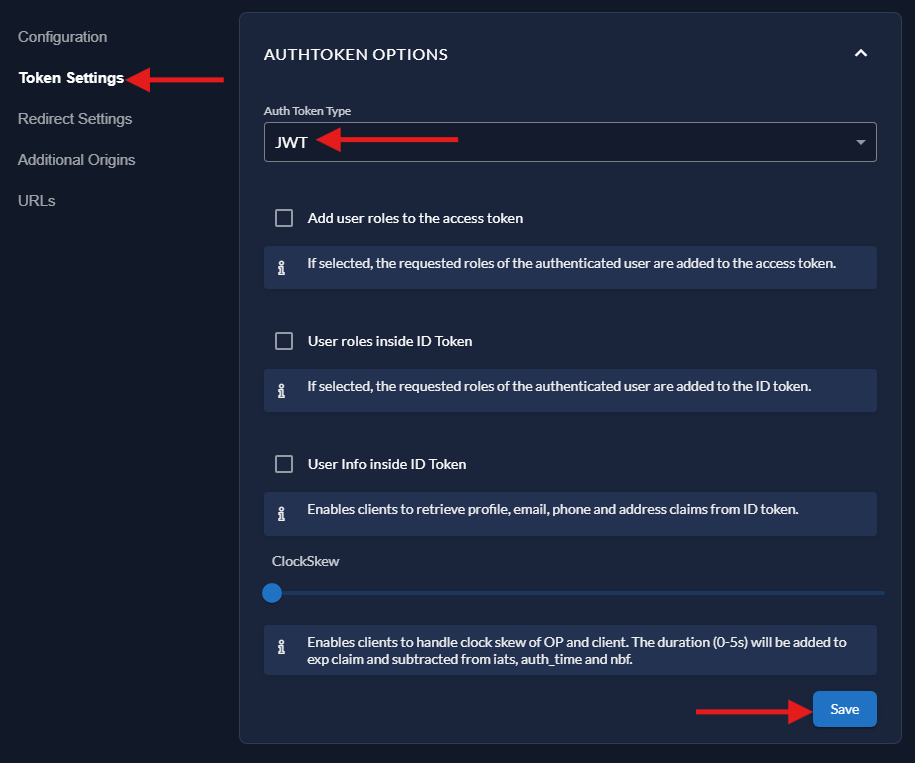 Configuration
Token Settings
Redirect Settings
Additional Origins
URLs
AUTHTOKEN OPTIONS
Auth Token Type
JWT
Add user roles to the access token
If selected, the requested roles of the authenticated user are added to the access token.
User roles inside ID Token
If selected, the requested roles of the authenticated user are added to the ID token.
User Info inside ID Token
Enables clients to retrieve profile, email, phone and address claims from ID token.
ClockSkew
Enables clients to handle clock skew of OP and client. The duration (0-5s) will be added to
exp claim and subtracted from iats, auth_time and nbf.
Save